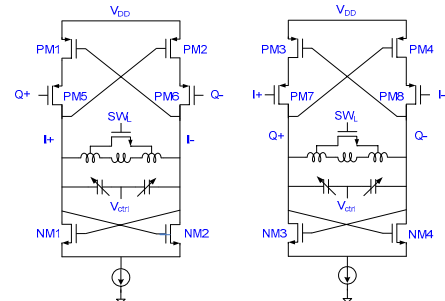 VDD VDD
PM1 PM2 PM3 PM4
Q+ PM5 PM6 Q- I+ PM7 PM8 I-
I+ SWL I- Q+ SWL Q-
Vctrl Vctrl
NM1 NM2 NM3 NM4